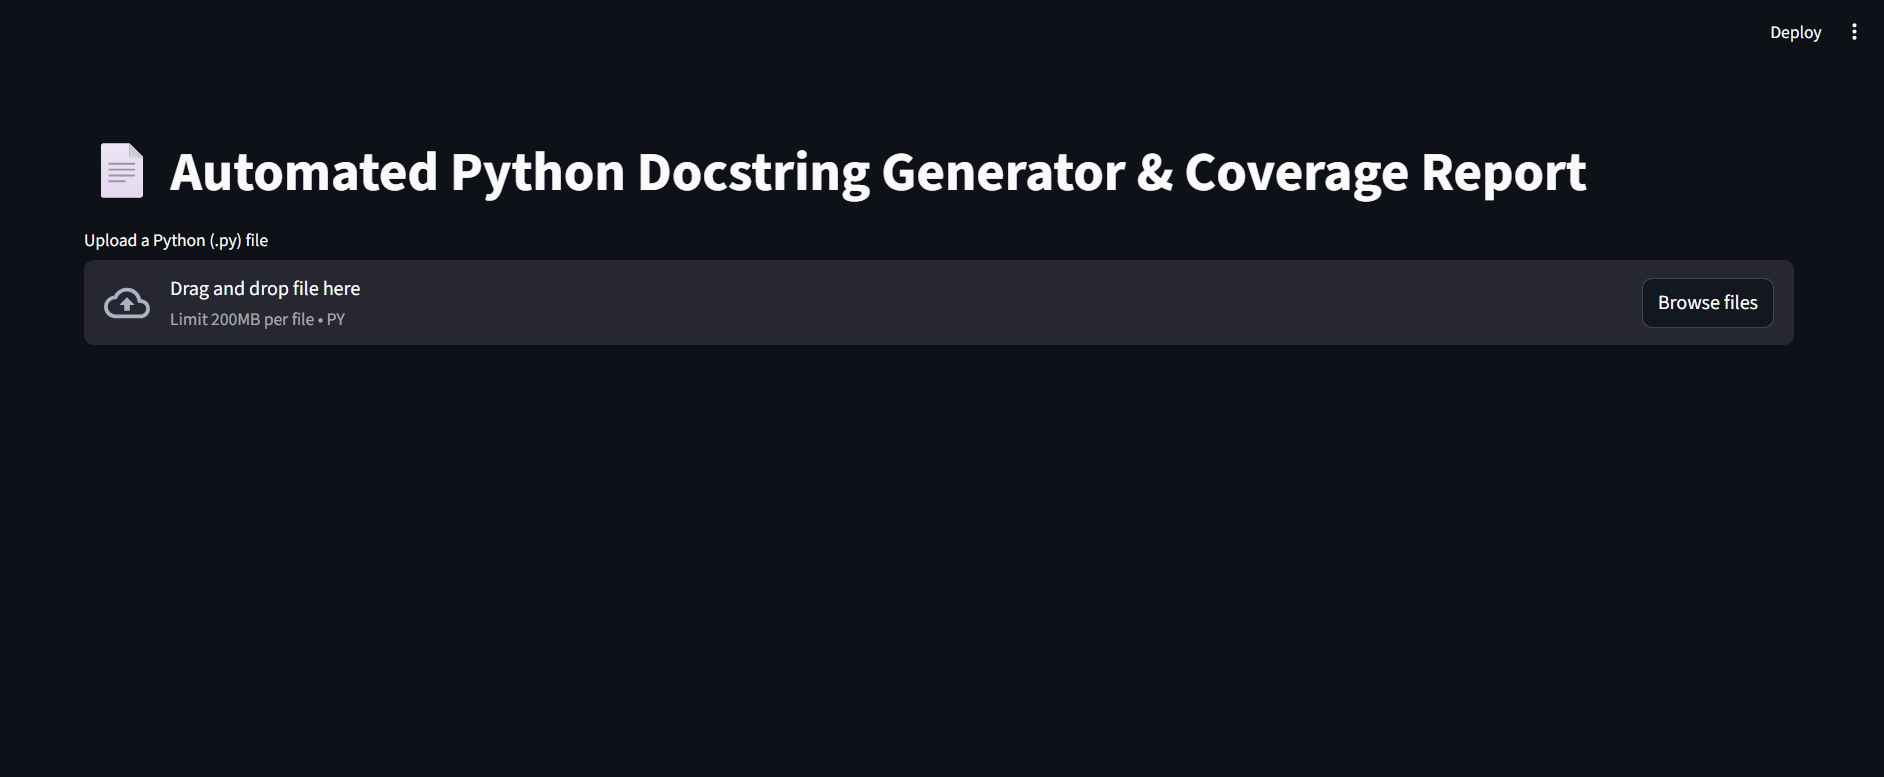 Deploy
Automated Python Docstring Generator & Coverage Report
Upload a Python (.py) file
Drag and drop file here
Limit 200MB per file • PY
Browse files